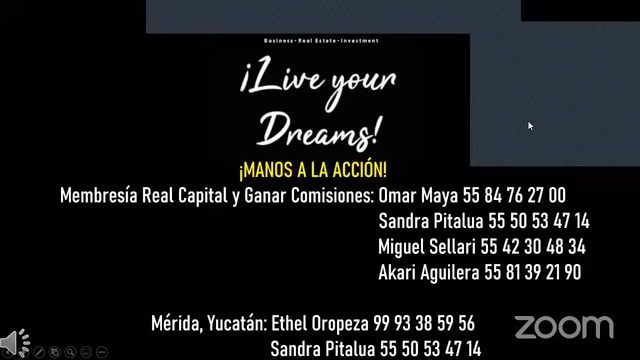 Business - Real Estate - Investment
¡Live your
Dreams!
¡MANOS A LA ACCIÓN!
Membresía Real Capital y Ganar Comisiones: Omar Maya 55 84 76 27 00
Sandra Pitalua 55 50 53 47 14
Miguel Sellari 55 42 30 48 34
Akari Aguilera 55 81 39 21 90
Mérida, Yucatán: Ethel Oropeza 99 93 38 59 56
Sandra Pitalua 55 50 53 47 14
zoom